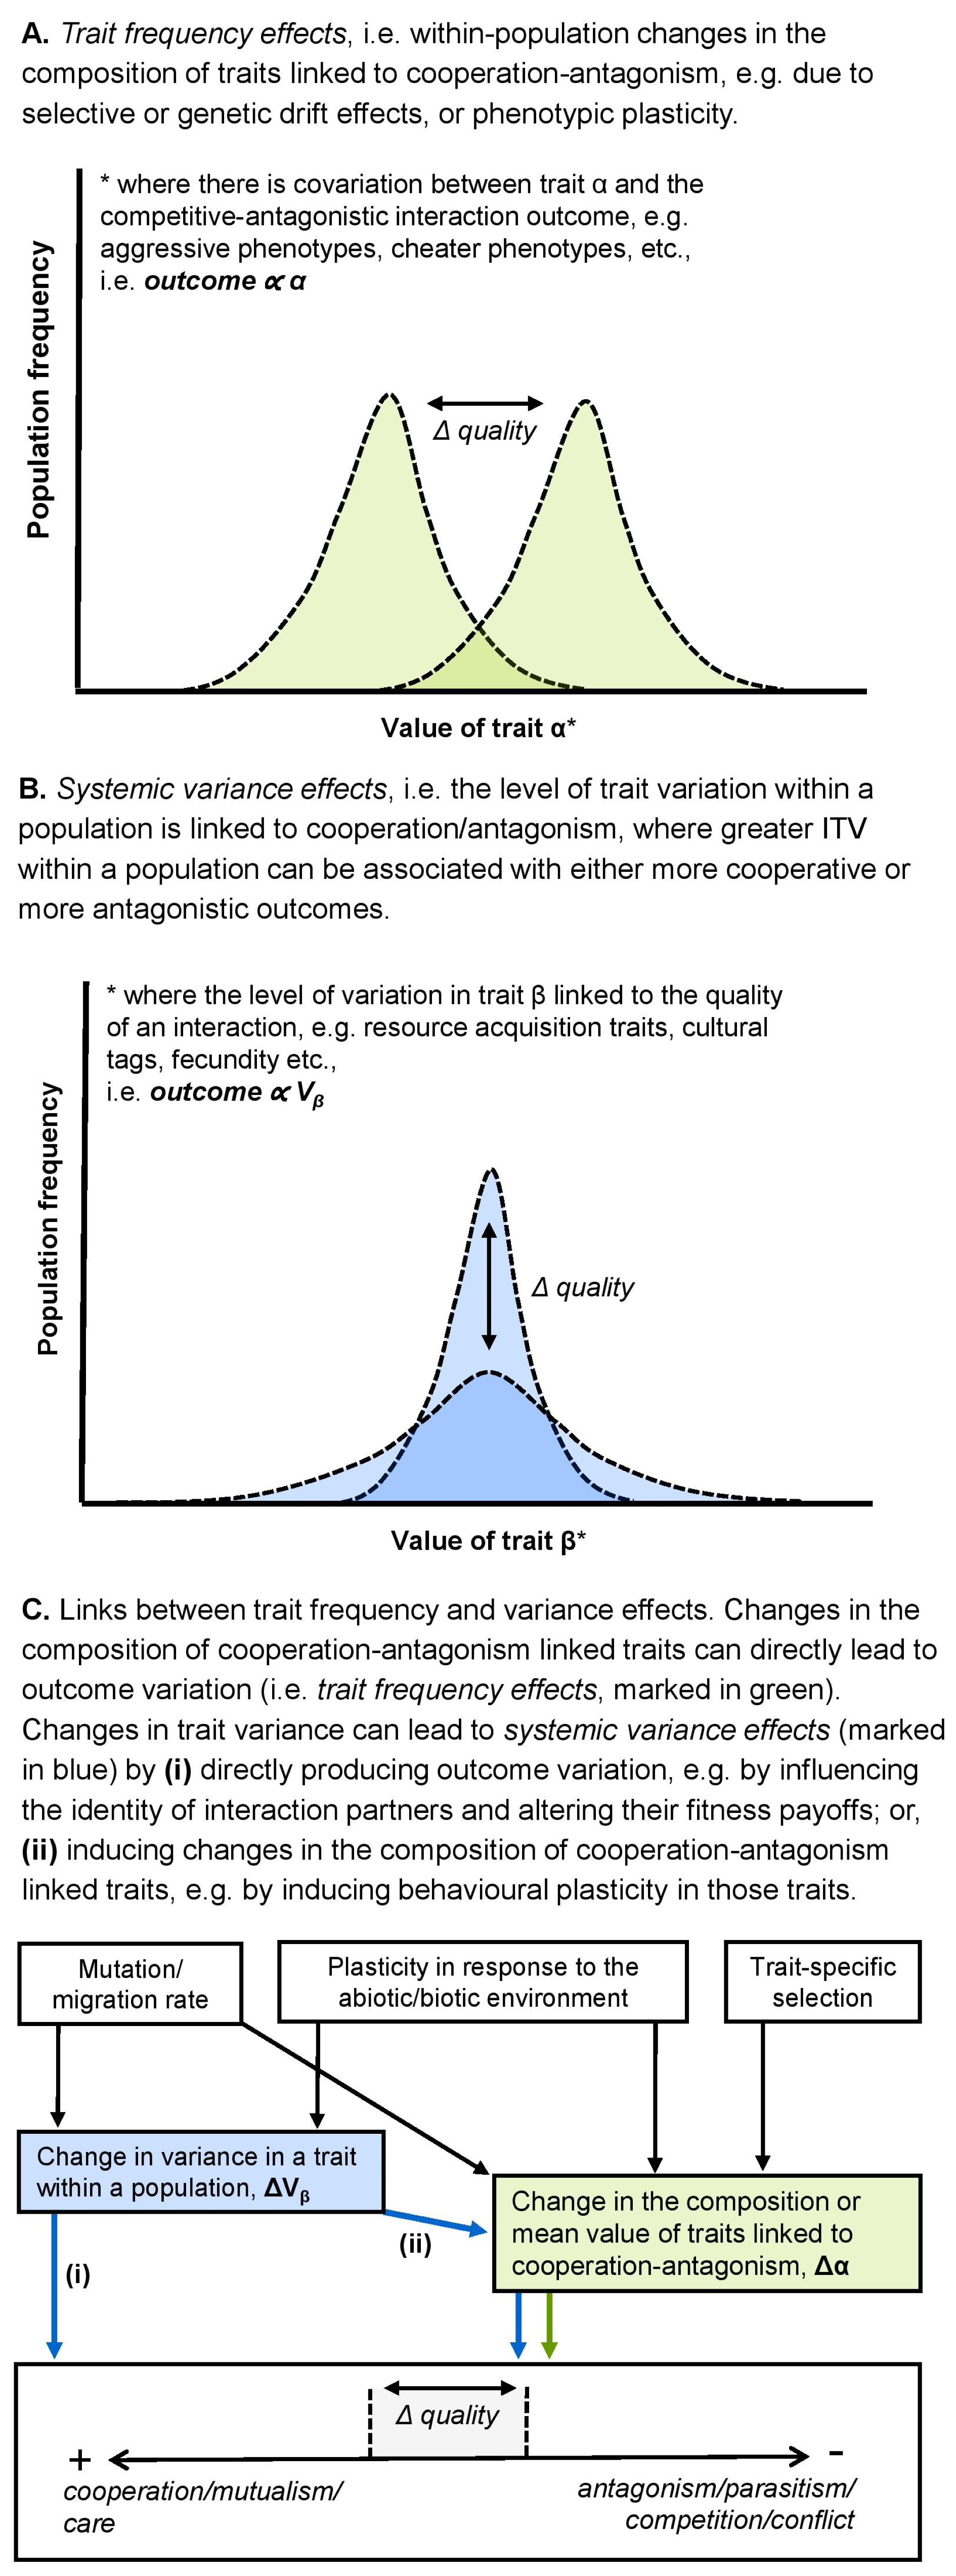 A. Trait frequency effects, i.e. within-population changes in the
composition of traits linked to cooperation-antagonism, e.g. due to
selective or genetic drift effects, or phenotypic plasticity.
* where there is covariation between trait α and the
competitive-antagonistic interaction outcome, e.g.
aggressive phenotypes, cheater phenotypes, etc.,
i.e. outcome ∝ α
Population frequency
Δ quality
Value of trait α*
B. Systemic variance effects, i.e. the level of trait variation within a
population is linked to cooperation/antagonism, where greater ITV
within a population can be associated with either more cooperative or
more antagonistic outcomes.
* where the level of variation in trait β linked to the quality
of an interaction, e.g. resource acquisition traits, cultural
tags, fecundity etc.,
i.e. outcome ∝ Vβ
Population frequency
Δ quality
Value of trait β*
C. Links between trait frequency and variance effects. Changes in the
composition of cooperation-antagonism linked traits can directly lead to
outcome variation (i.e. trait frequency effects, marked in green).
Changes in trait variance can lead to systemic variance effects (marked
in blue) by (i) directly producing outcome variation, e.g. by influencing
the identity of interaction partners and altering their fitness payoffs; or,
(ii) inducing changes in the composition of cooperation-antagonism
linked traits, e.g. by inducing behavioural plasticity in those traits.
Mutation/
migration rate
Plasticity in response to the
abiotic/biotic environment
Trait-specific
selection
Change in variance in a trait
within a population, ΔVβ
Change in the composition or
mean value of traits linked to
cooperation-antagonism, Δα
(ii)
(i)
Δ quality
+
-
cooperation/mutualism/
care
antagonism/parasitism/
competition/conflict